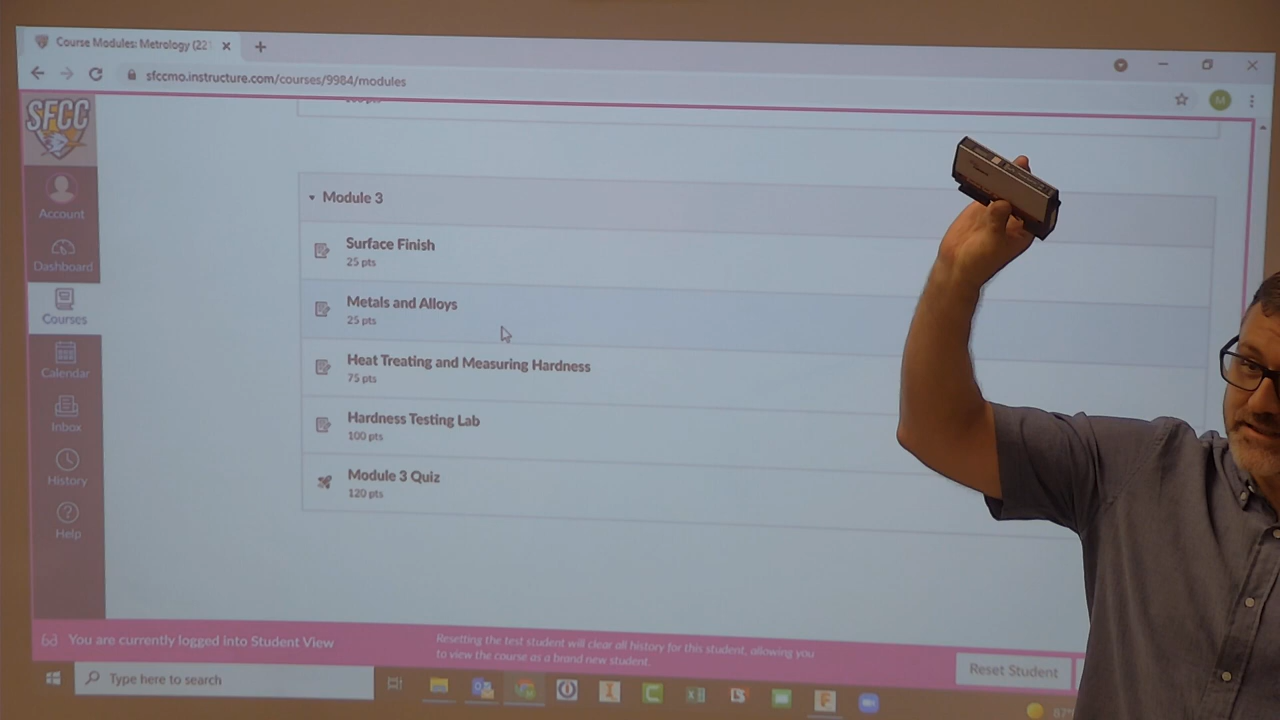 Course Modules: Metrology (221
sfccmo.instructure.com/courses/9984/modules
M
SFCC
Account
Dashboard
Courses
Calendar
Inbox
History
Help
Module 3
Surface Finish
25 pts
Metals and Alloys
25 pts
Heat Treating and Measuring Hardness
75 pts
Hardness Testing Lab
100 pts
Module 3 Quiz
120 pts
You are currently logged into Student View
Resetting the test student will clear all history for this student, allowing you
to view the course as a brand new student.
Reset Student
Type here to search
87°